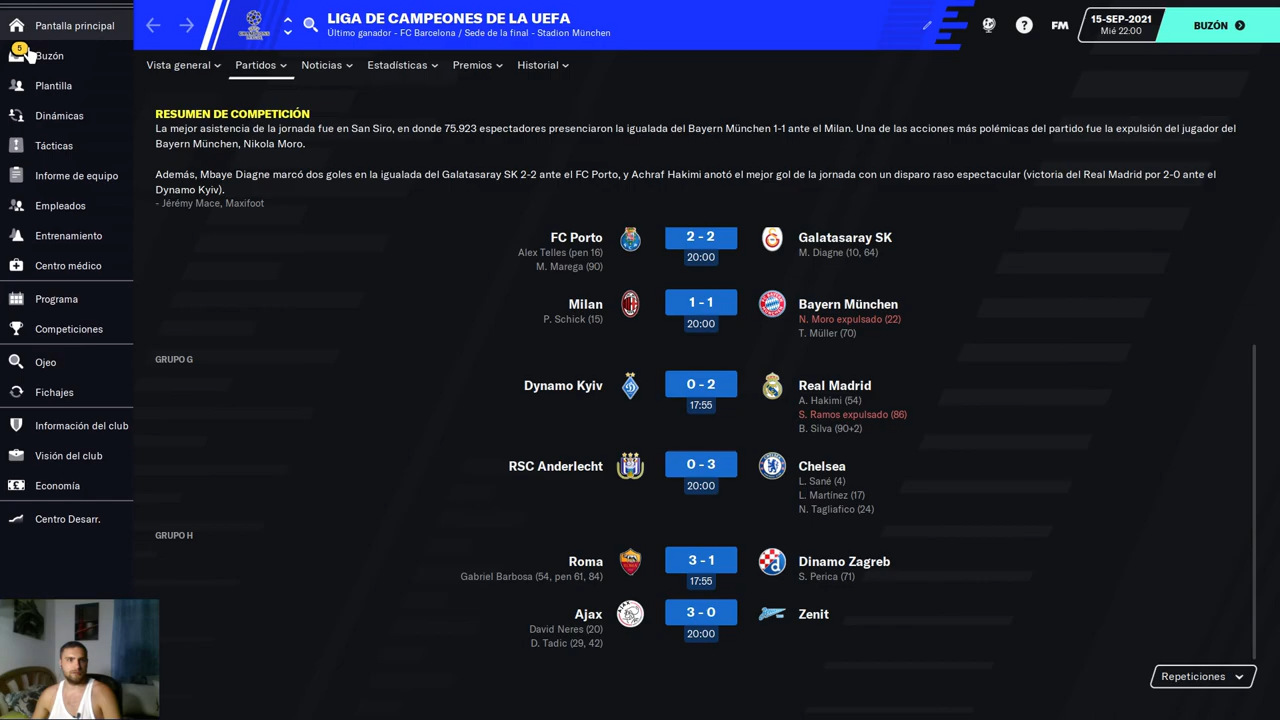 Pantalla principal
5
Buzón
Plantilla
Dinámicas
Tácticas
Informe de equipo
Empleados
Entrenamiento
Centro médico
Programa
Competiciones
Ojeo
Fichajes
Información del club
Visión del club
Economía
Centro Desarr.
LIGA DE CAMPEONES DE LA UEFA
Último ganador - FC Barcelona / Sede de la final - Stadion München
?
FM
15-SEP-2021
Mié 22:00
BUZÓN
Vista general
Partidos
Noticias
Estadísticas
Premios
Historial
RESUMEN DE COMPETICIÓN
La mejor asistencia de la jornada fue en San Siro, en donde 75.923 espectadores presenciaron la igualada del Bayern München 1-1 ante el Milan. Una de las acciones más polémicas del partido fue la expulsión del jugador del
Bayern München, Nikola Moro.
Además, Mbaye Diagne marcó dos goles en la igualada del Galatasaray SK 2-2 ante el FC Porto, y Achraf Hakimi anotó el mejor gol de la jornada con un disparo raso espectacular (victoria del Real Madrid por 2-0 ante el
Dynamo Kyiv).
- Jérémy Mace, Maxifoot
FC Porto 2 - 2 Galatasaray SK
Alex Telles (pen 16) 20:00 M. Diagne (10, 64)
M. Marega (90)
Milan 1 - 1 Bayern München
P. Schick (15) 20:00 N. Moro expulsado (22)
T. Müller (70)
GRUPO G
Dynamo Kyiv 0 - 2 Real Madrid
17:55 A. Hakimi (54)
S. Ramos expulsado (86)
B. Silva (90+2)
RSC Anderlecht 0 - 3 Chelsea
20:00 L. Sané (4)
L. Martínez (17)
N. Tagliafico (24)
GRUPO H
Roma 3 - 1 Dinamo Zagreb
Gabriel Barbosa (54, pen 61, 84) 17:55 S. Perica (71)
Ajax 3 - 0 Zenit
David Neres (20) 20:00
D. Tadic (29, 42)
Repeticiones